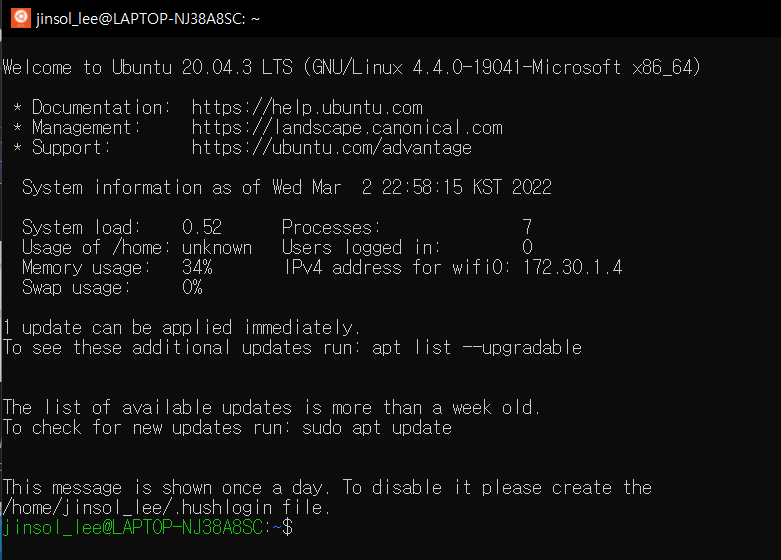 jinsol_lee@LAPTOP-NJ38A8SC: ~
Welcome to Ubuntu 20.04.3 LTS (GNU/Linux 4.4.0-19041-Microsoft x86_64)
* Documentation:  https://help.ubuntu.com
* Management:     https://landscape.canonical.com
* Support:        https://ubuntu.com/advantage
System information as of Wed Mar  2 22:58:15 KST 2022
System load:    0.52      Processes:              7
Usage of /home: unknown   Users logged in:        0
Memory usage:   34%       IPv4 address for wifi0: 172.30.1.4
Swap usage:     0%
1 update can be applied immediately.
To see these additional updates run: apt list --upgradable
The list of available updates is more than a week old.
To check for new updates run: sudo apt update
This message is shown once a day. To disable it please create the
/home/jinsol_lee/.hushlogin file.
jinsol_lee@LAPTOP-NJ38A8SC:~$